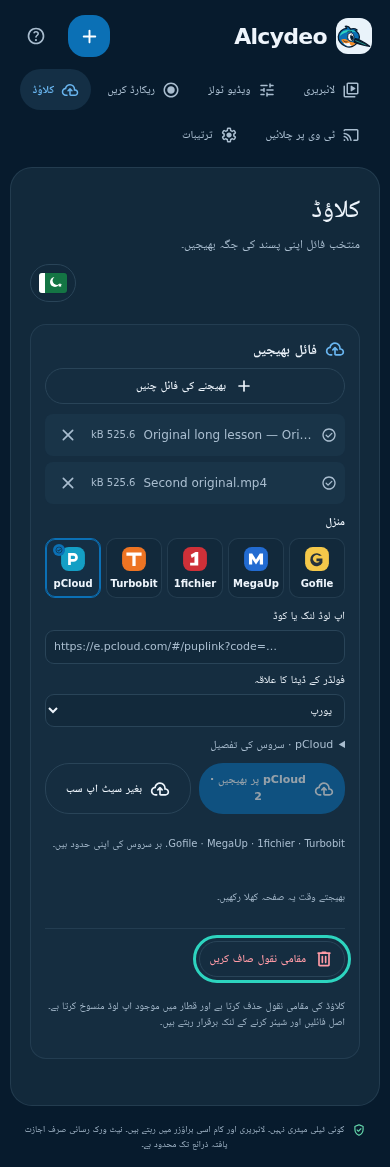 Alcydeo
لائبریری
ویڈیو ٹولز
ریکارڈ کریں
کلاؤڈ
ٹی وی پر چلائیں
ترتیبات
کلاؤڈ
منتخب فائل اپنی پسند کی جگہ بھیجیں۔
فائل بھیجیں
بھیجنے کی فائل چنیں
Original long lesson — Ori… 525.6 kB
Second original.mp4 525.6 kB
منزل
Gofile
MegaUp
1fichier
Turbobit
pCloud
اپ لوڈ لنک یا کوڈ
https://e.pcloud.com/#/puplink?code=…
فولڈر کے ڈیٹا کا علاقہ
یورپ
pCloud · سروس کی تفصیل
pCloud پر بھیجیں ·
2
بغیر سیٹ اپ سب
Gofile · MegaUp · 1fichier · Turbobit. ہر سروس کی اپنی حدود ہیں۔
بھیجتے وقت یہ صفحہ کھلا رکھیں۔
مقامی نقول صاف کریں
کلاؤڈ کی مقامی نقول حذف کرتا ہے اور قطار میں موجود اپ لوڈ منسوخ کرتا ہے۔
اصل فائلیں اور شیئر کرنے کے لنک برقرار رہتے ہیں۔
کوئی ٹیلی میٹری نہیں۔ لائبریری اور کام اسی براؤزر میں رہتے ہیں۔ نیٹ ورک رسائی صرف اجازت
یافتہ ذرائع تک محدود ہے۔